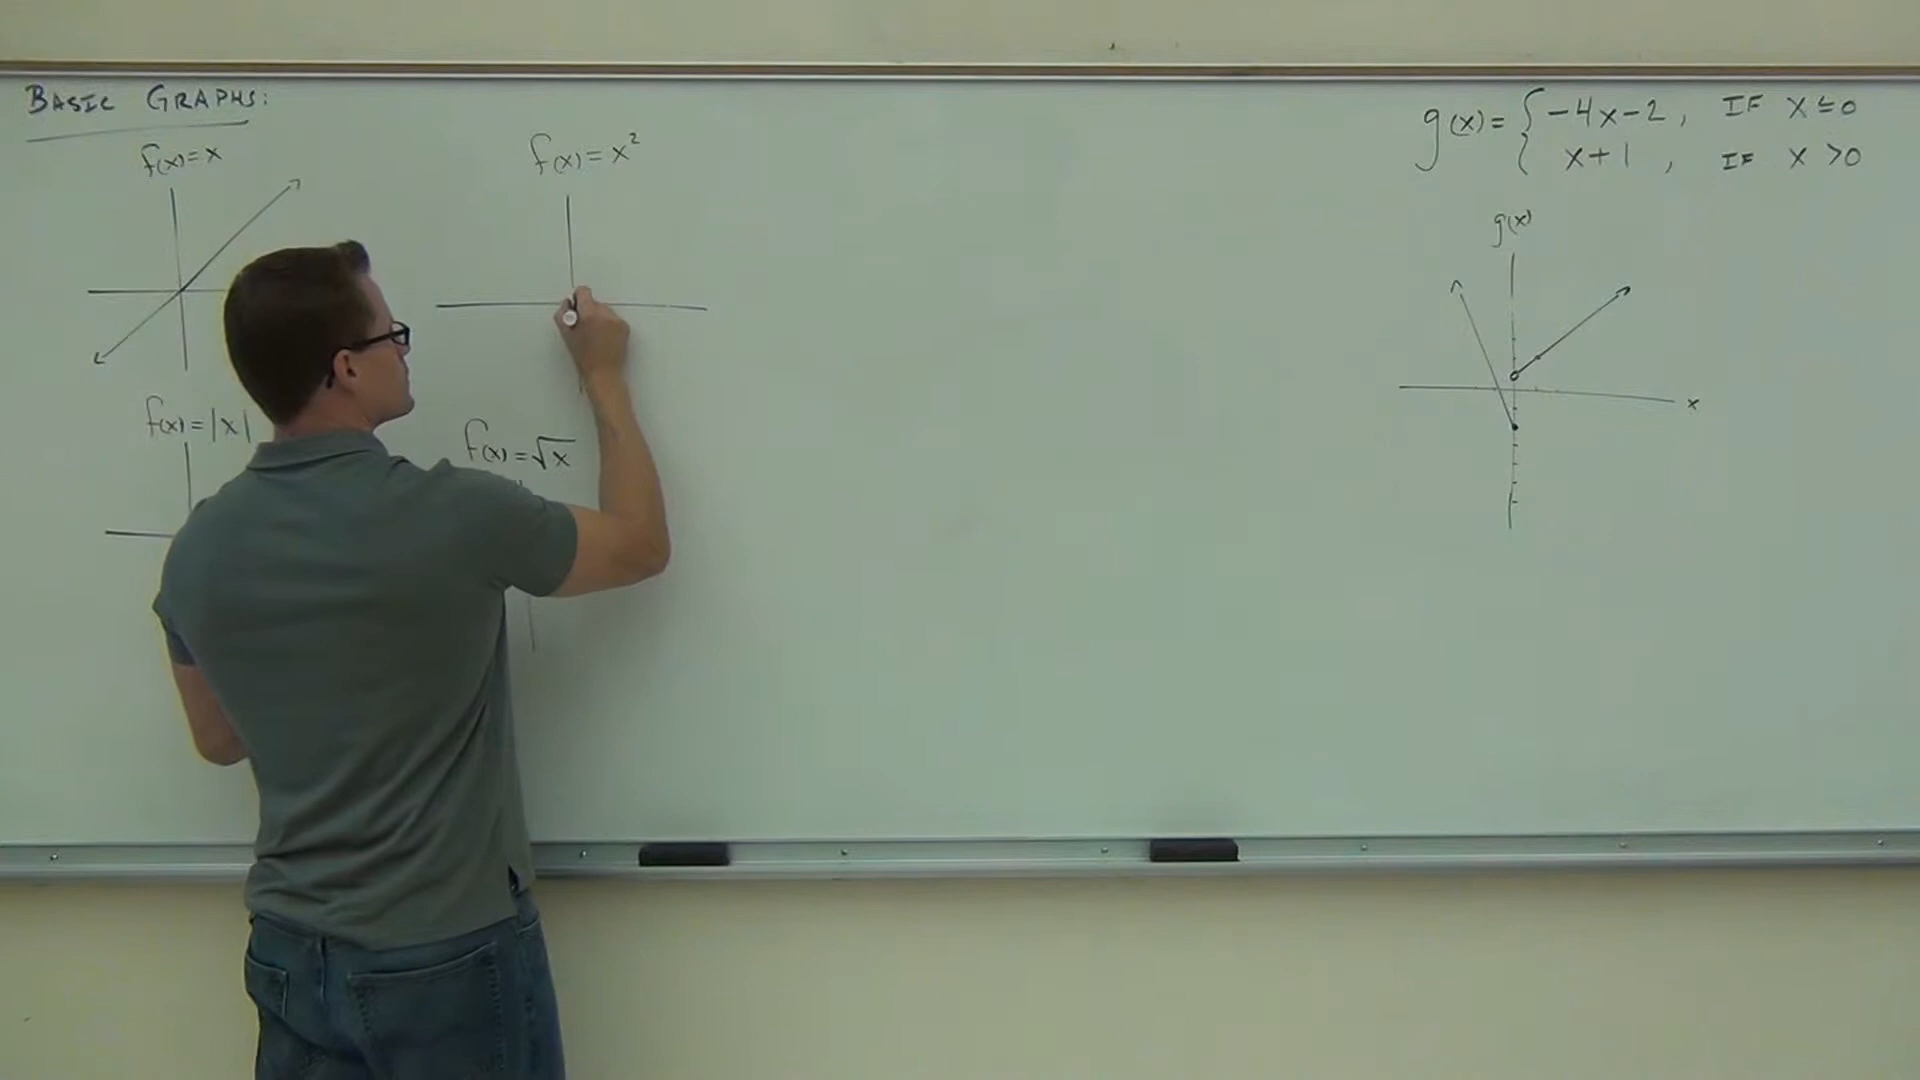 BASIC GRAPHS:
f(x) = x
f(x) = x²
f(x) = |x|
f(x) = √x
g(x) = { -4x-2, IF x ≤ 0
x+1, IF x > 0
g(x)
x